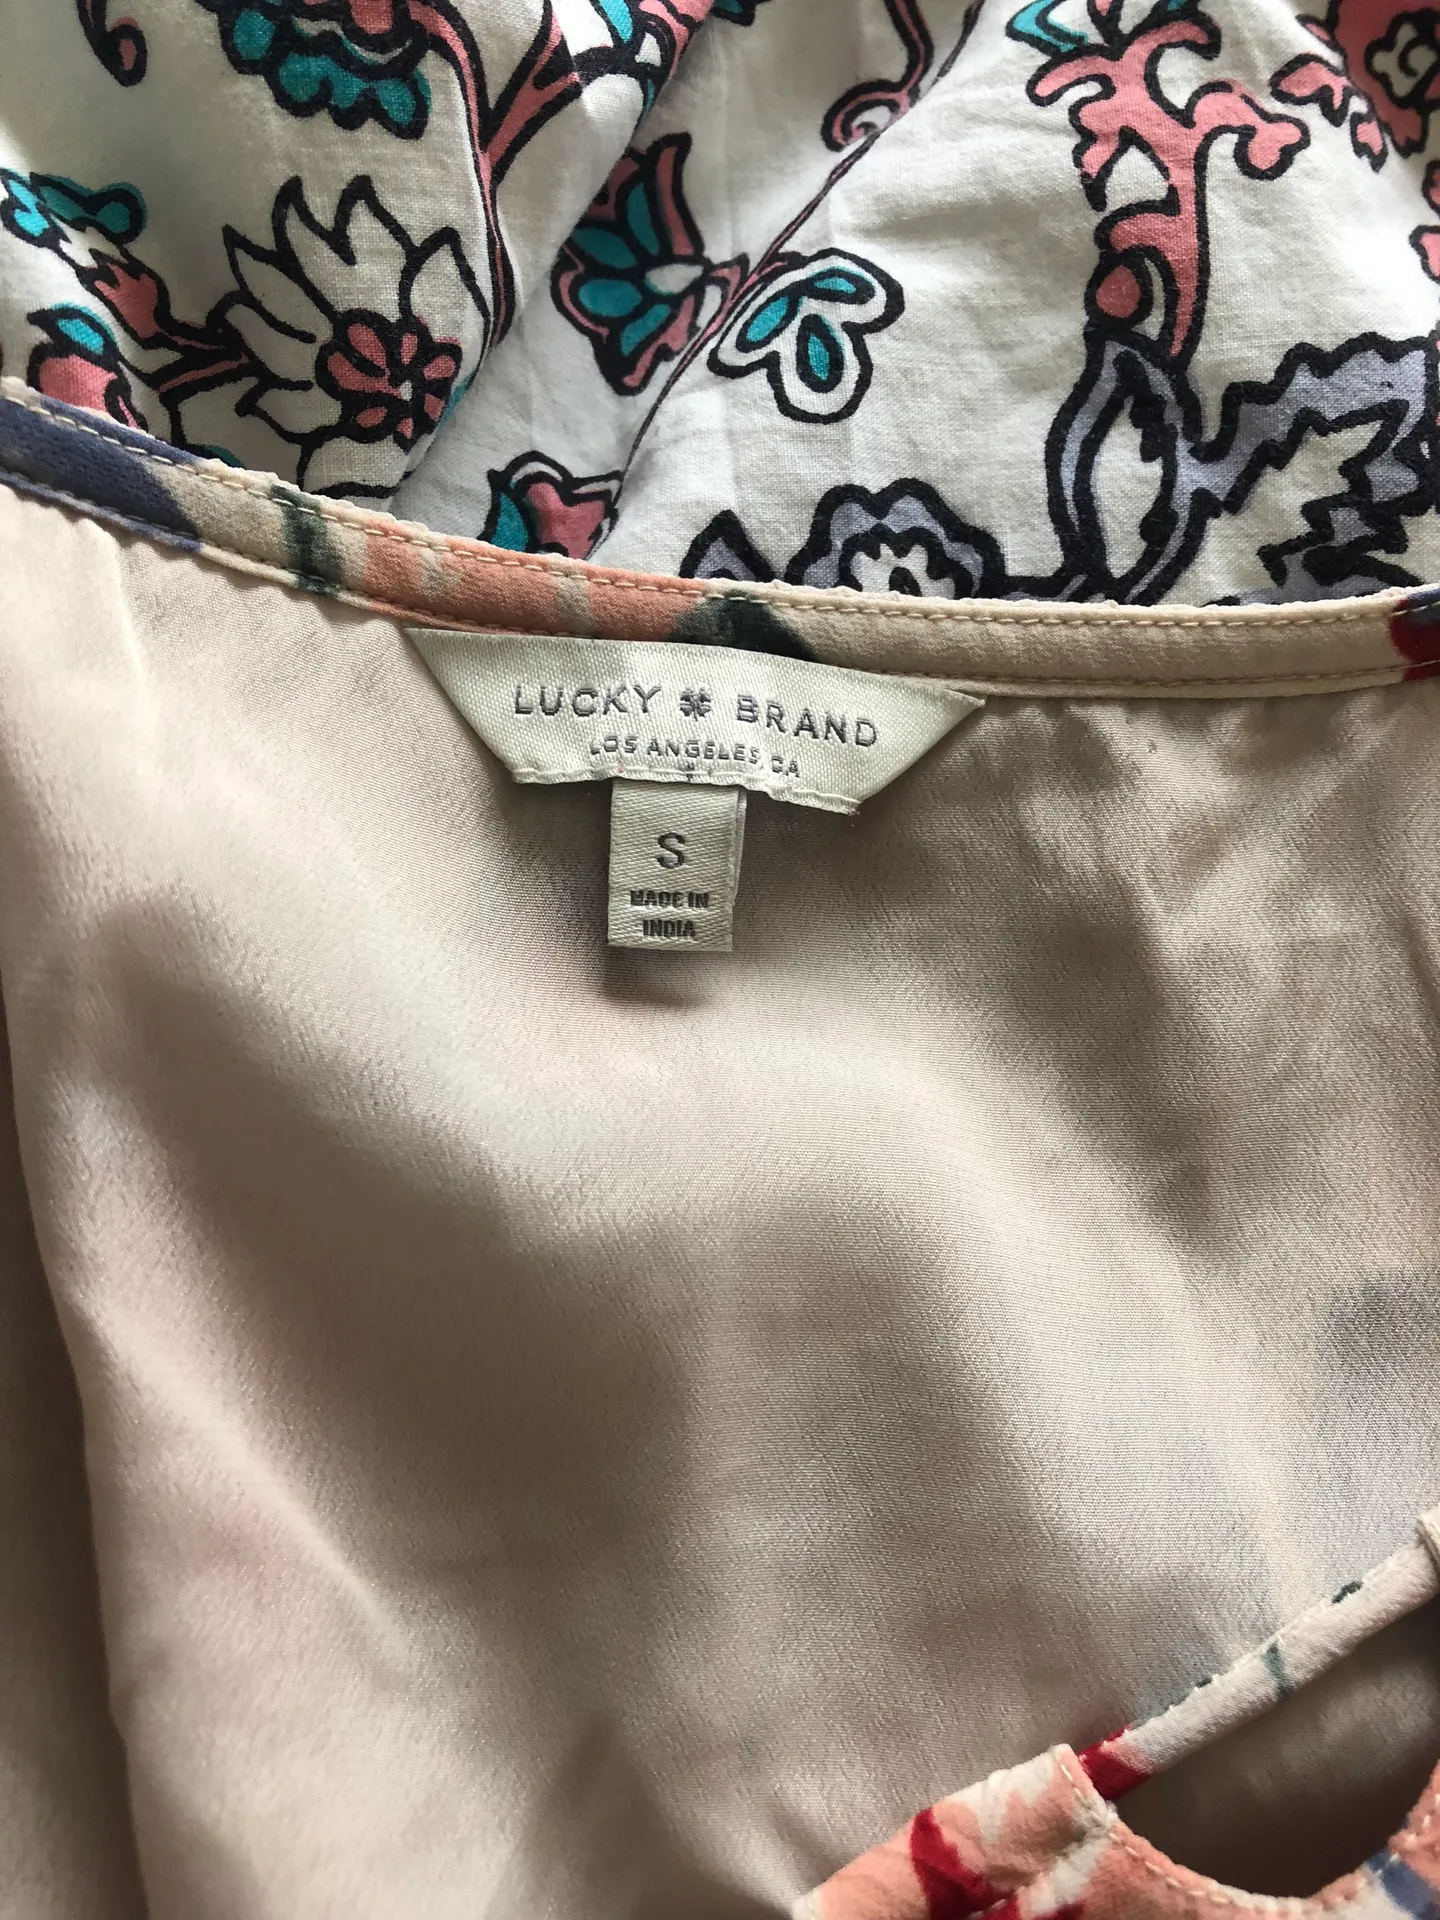 LUCKY BRAND
LOS ANGELES, CA
S
MADE IN
INDIA